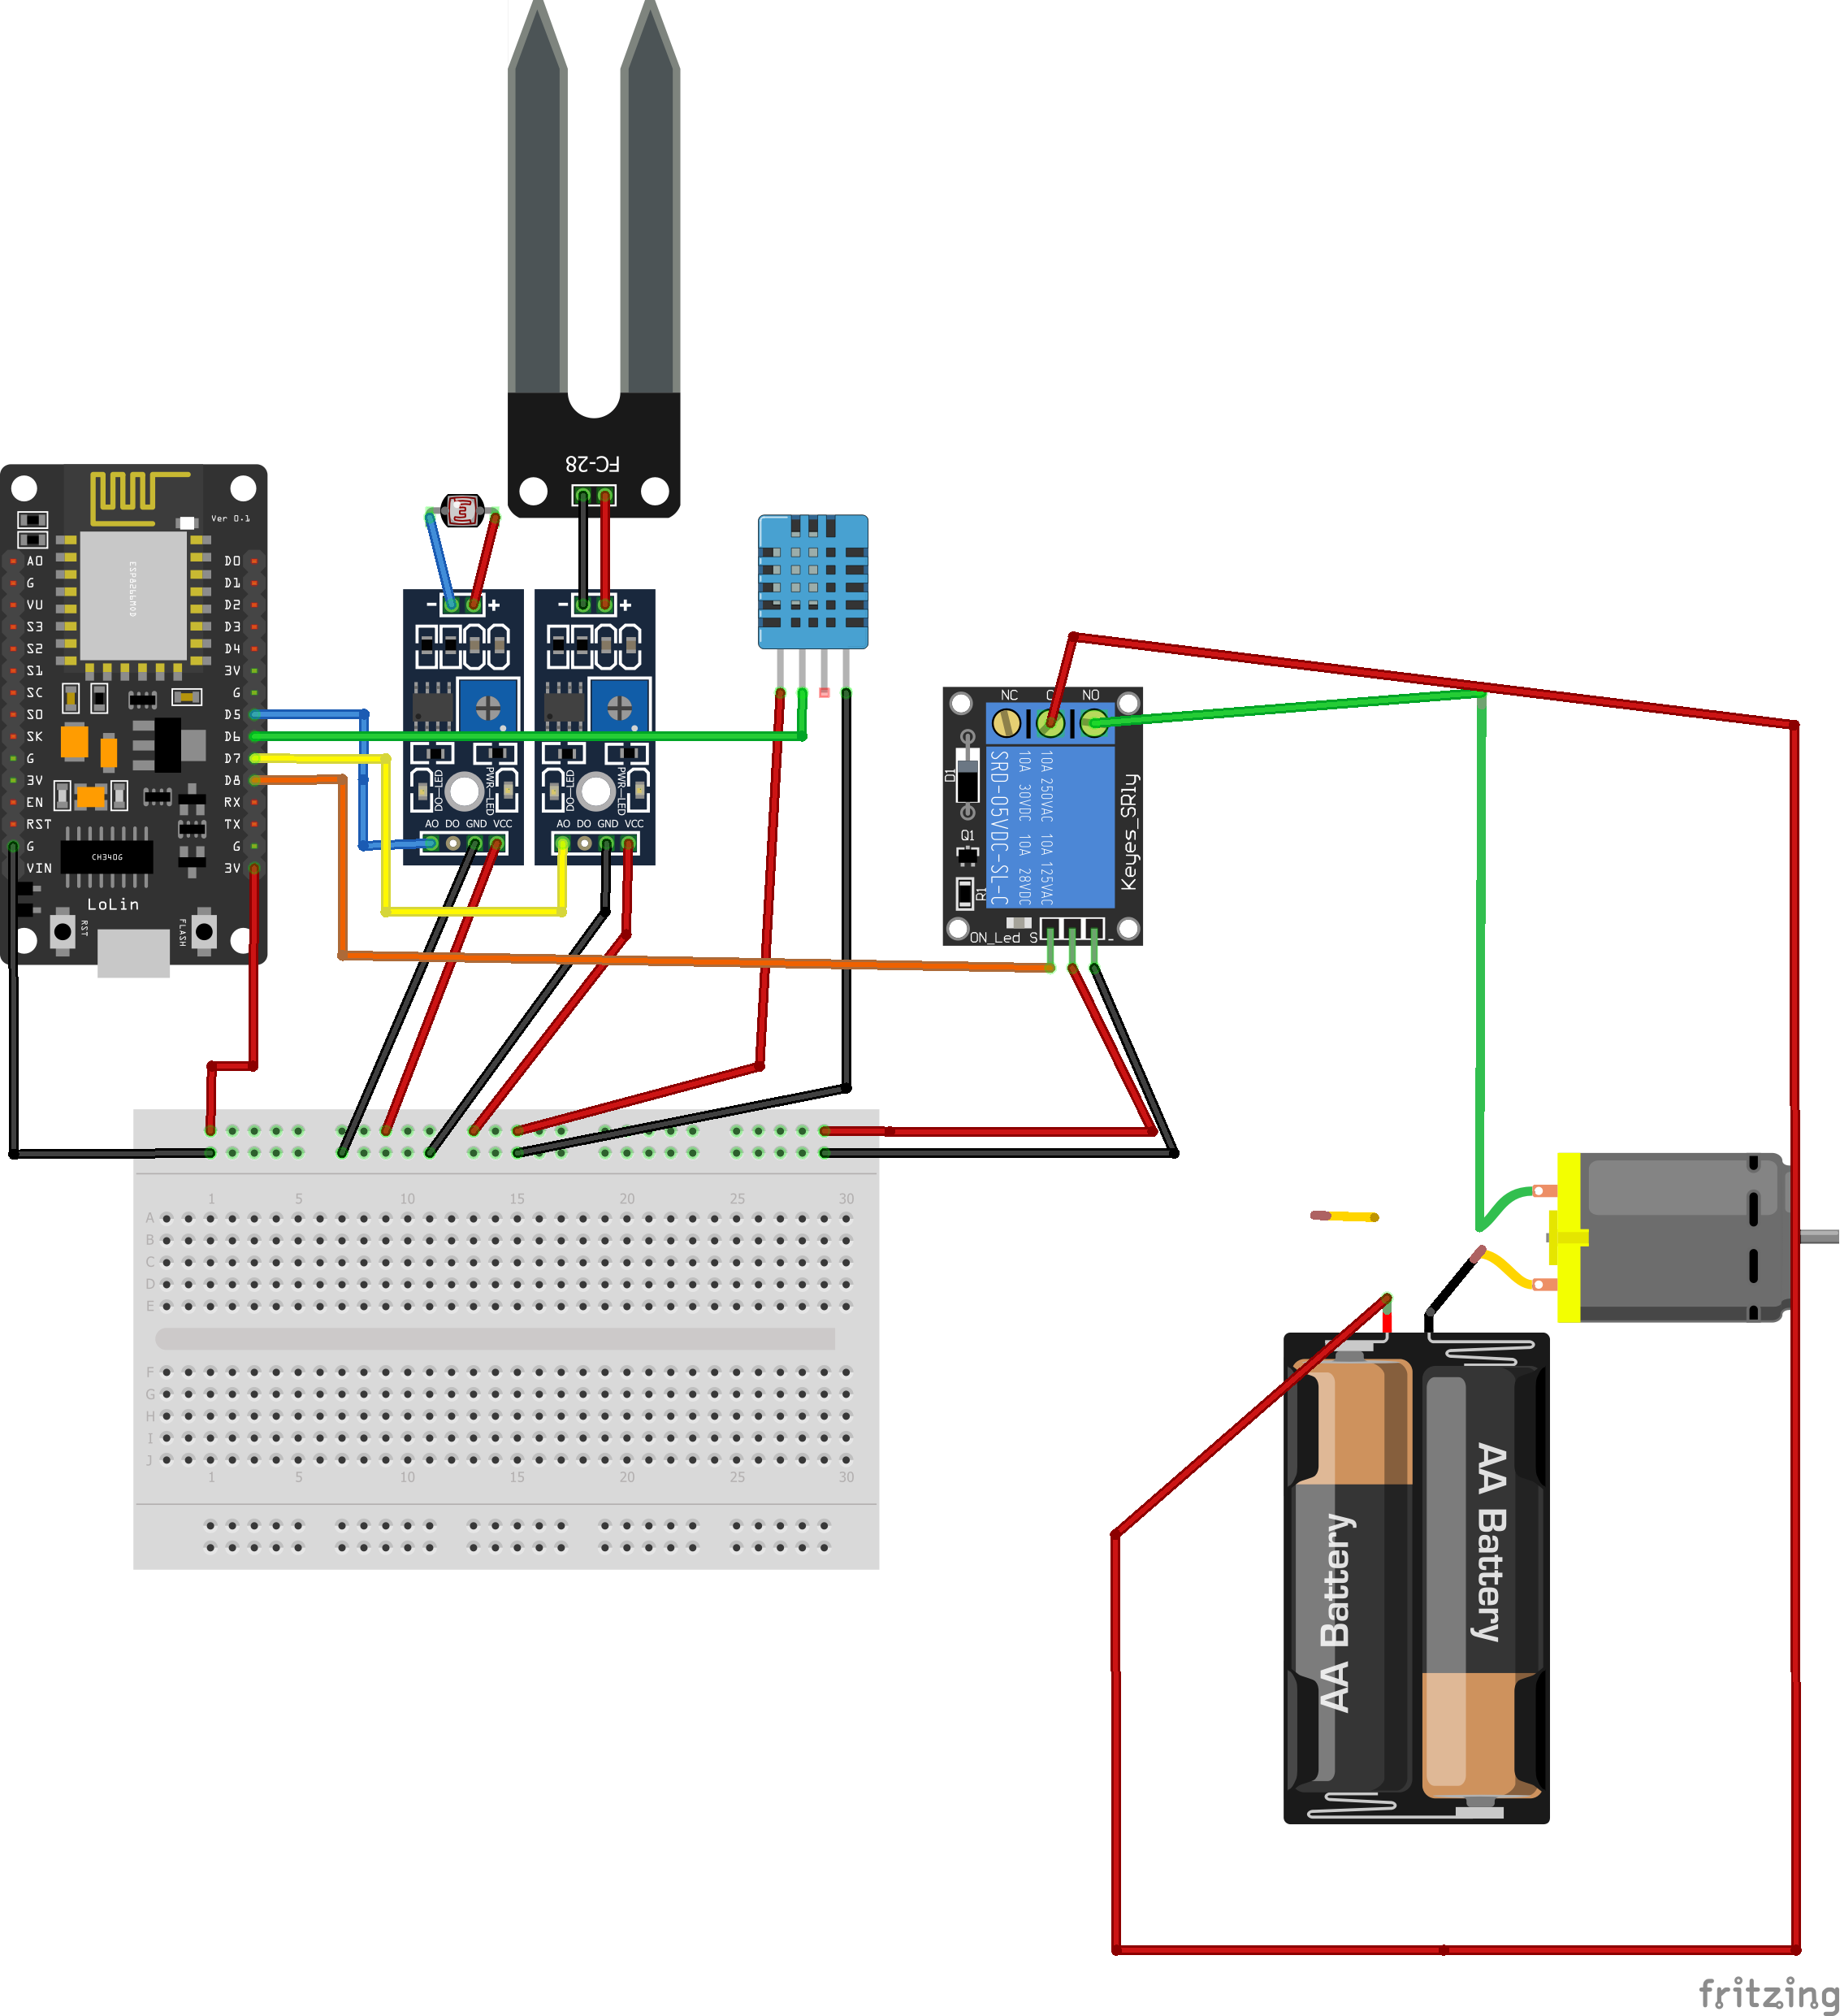 FC-28
Ver 0.1
ESP8266MOD
A0
G
VU
S3
S2
S1
SC
S0
SK
G
3V
EN
RST
G
VIN
D0
D1
D2
D3
D4
3V
G
D5
D6
D7
D8
RX
TX
G
3V
CH340G
LoLin
RST
FLASH
- +
DO-LED
PWR-LED
AO DO GND VCC
- +
DO-LED
PWR-LED
AO DO GND VCC
NC C NO
D1
Q1
R1
SRD-05VDC-SL-C
10A 30VDC 10A 28VDC
10A 250VAC 10A 125VAC
Keyes_SRly
ON_Led S -
1 5 10 15 20 25 30
A
B
C
D
E
F
G
H
I
J
1 5 10 15 20 25 30
AA Battery
AA Battery
fritzing